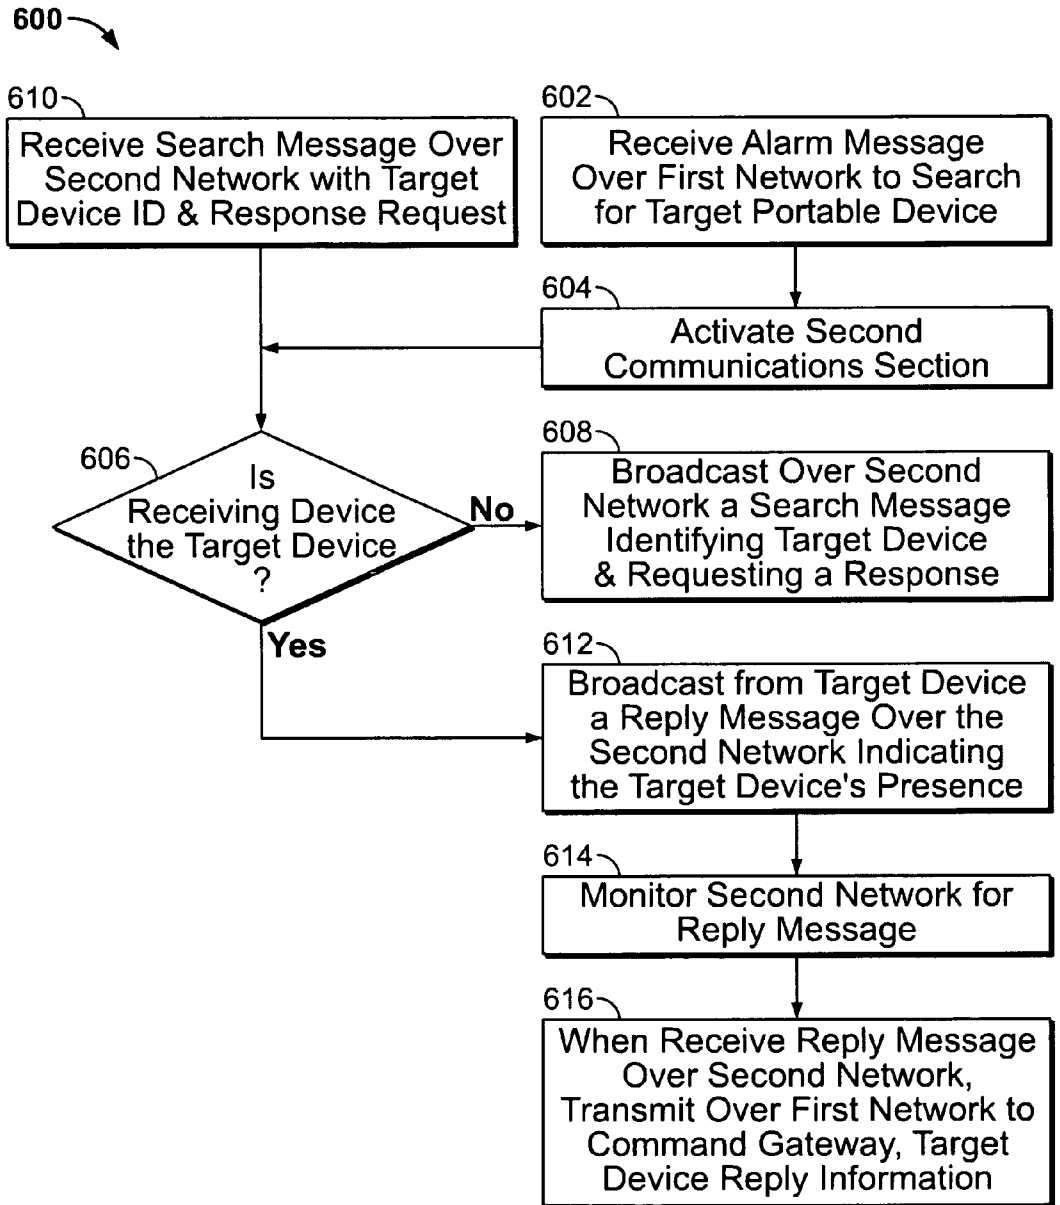 600
610
Receive Search Message Over
Second Network with Target
Device ID & Response Request
602
Receive Alarm Message
Over First Network to Search
for Target Portable Device
604
Activate Second
Communications Section
606
Is
Receiving Device
the Target Device
?
No
Yes
608
Broadcast Over Second
Network a Search Message
Identifying Target Device
& Requesting a Response
612
Broadcast from Target Device
a Reply Message Over the
Second Network Indicating
the Target Device's Presence
614
Monitor Second Network for
Reply Message
616
When Receive Reply Message
Over Second Network,
Transmit Over First Network to
Command Gateway, Target
Device Reply Information